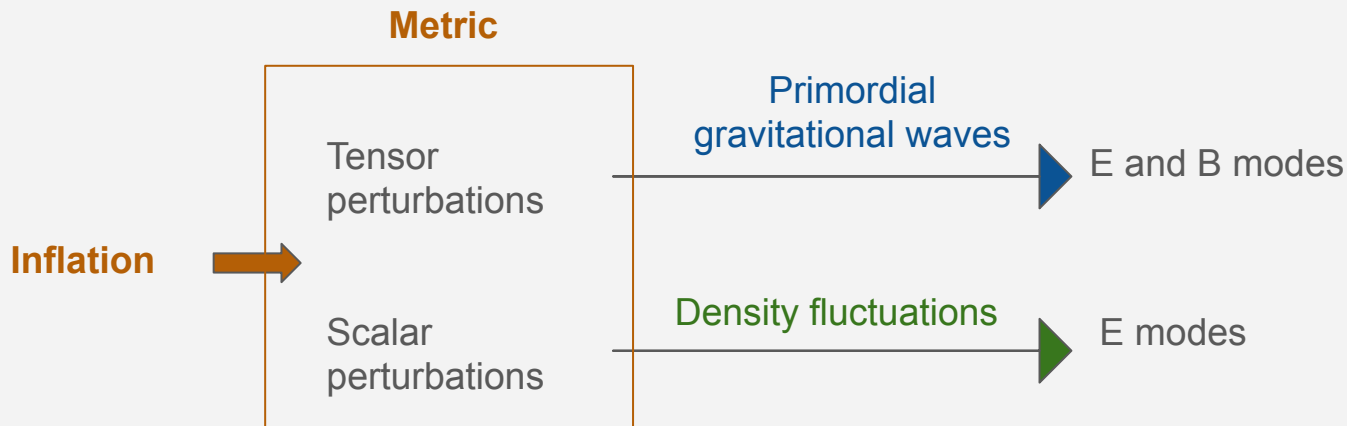 Metric
Primordial
gravitational waves
Tensor
perturbations
E and B modes
Inflation
Density fluctuations
Scalar
perturbations
E modes